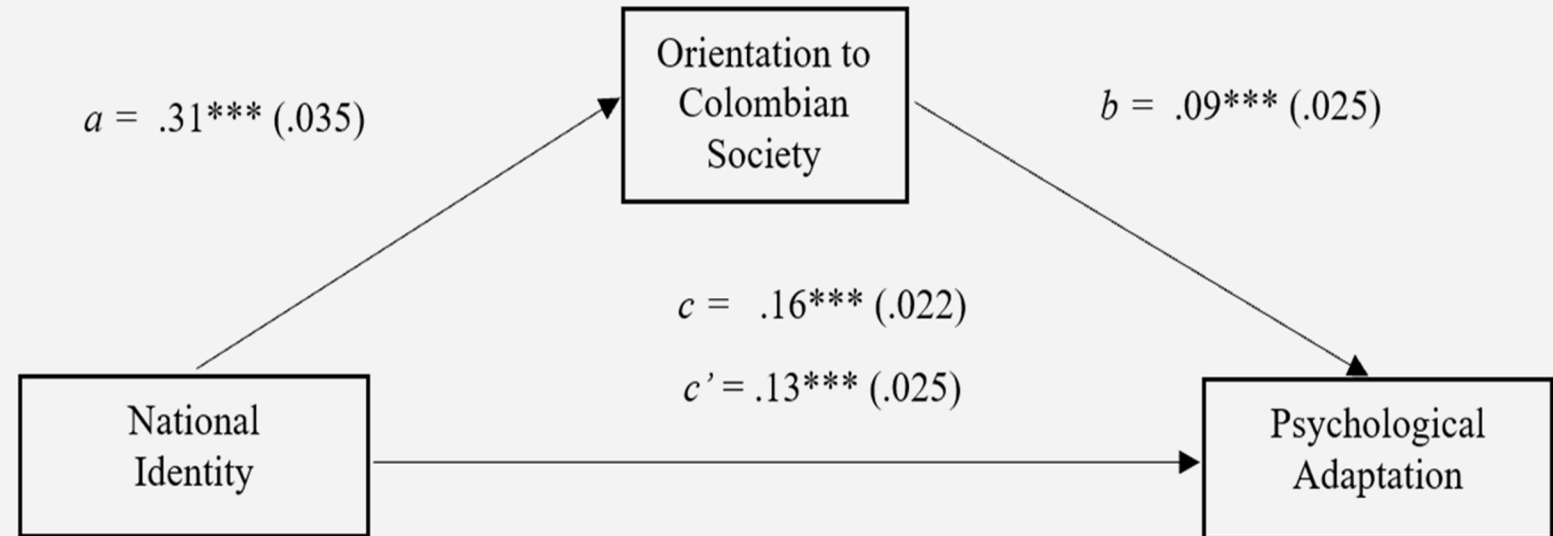 Orientation to
Colombian
Society
a = .31*** (.035)
b = .09*** (.025)
c = .16*** (.022)
c’ = .13*** (.025)
National
Identity
Psychological
Adaptation